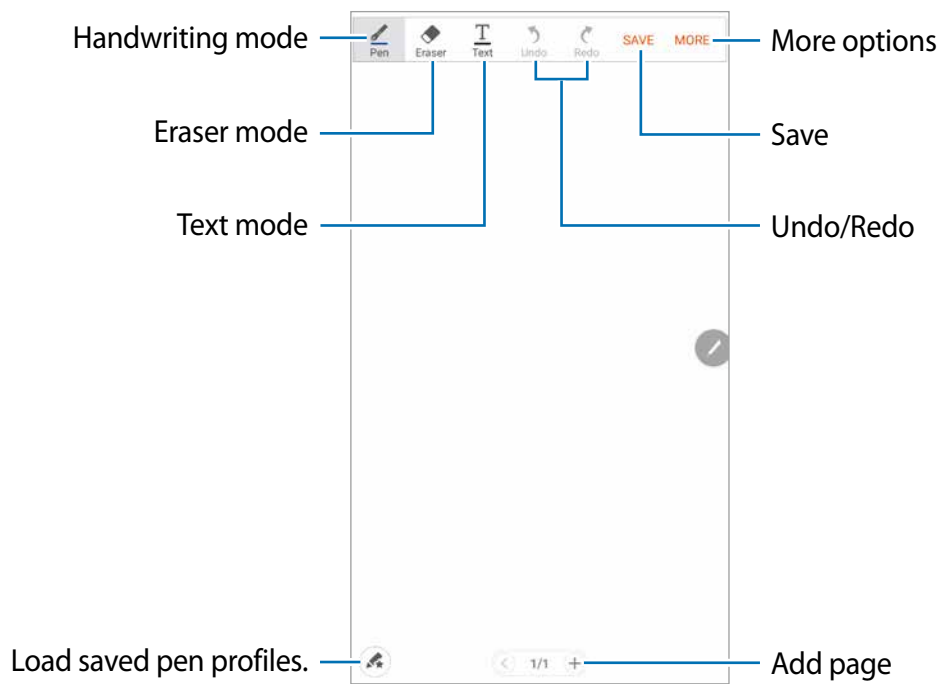 Handwriting mode
Pen
Eraser
Text
Undo
Redo
SAVE
MORE
More options
Eraser mode
Save
Text mode
Undo/Redo
Load saved pen profiles.
1/1
Add page